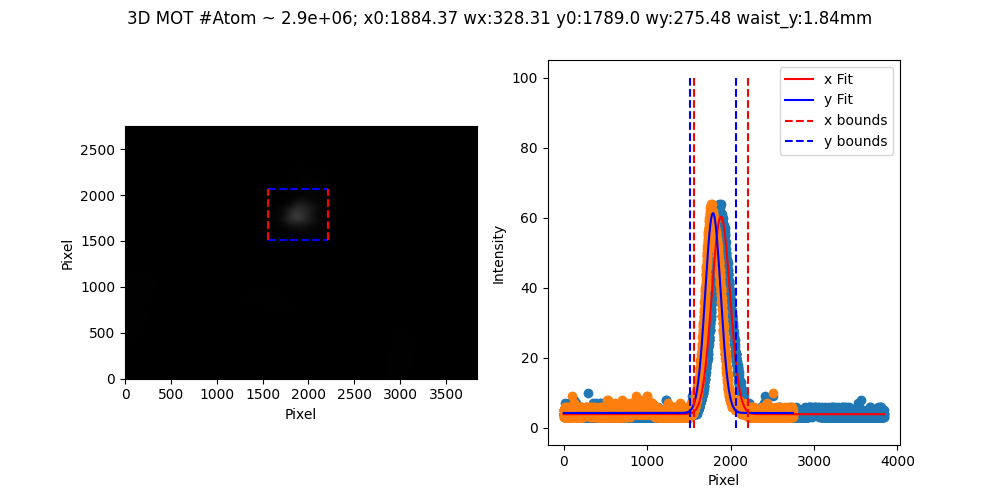 3D MOT #Atom ~ 2.9e+06; x0:1884.37 wx:328.31 y0:1789.0 wy:275.48 waist_y:1.84mm
2500
2000
1500
1000
500
0
Pixel
0 500 1000 1500 2000 2500 3000 3500
Pixel
100
80
60
40
20
0
Intensity
x Fit
y Fit
x bounds
y bounds
0 1000 2000 3000 4000
Pixel